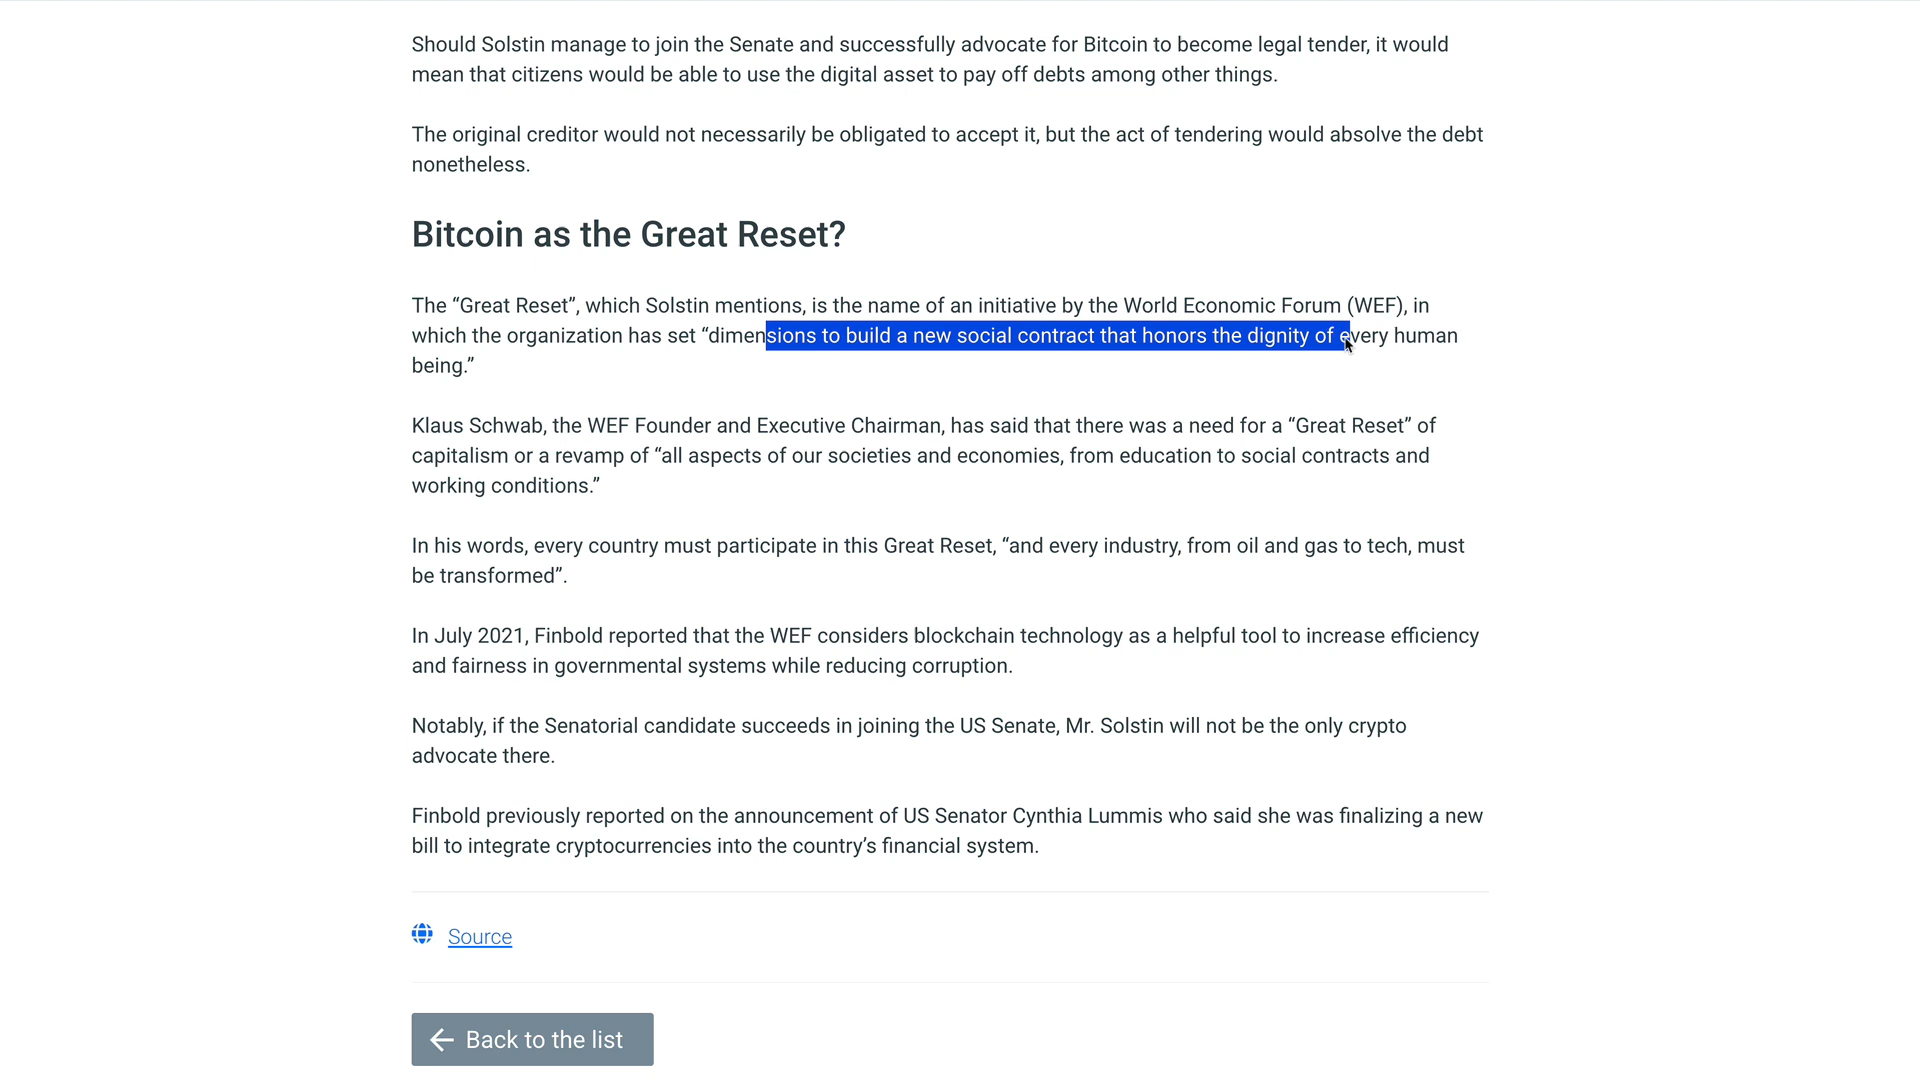 Should Solstin manage to join the Senate and successfully advocate for Bitcoin to become legal tender, it would
mean that citizens would be able to use the digital asset to pay off debts among other things.
The original creditor would not necessarily be obligated to accept it, but the act of tendering would absolve the debt
nonetheless.
Bitcoin as the Great Reset?
The “Great Reset”, which Solstin mentions, is the name of an initiative by the World Economic Forum (WEF), in
which the organization has set “dimensions to build a new social contract that honors the dignity of every human
being.”
Klaus Schwab, the WEF Founder and Executive Chairman, has said that there was a need for a “Great Reset” of
capitalism or a revamp of “all aspects of our societies and economies, from education to social contracts and
working conditions.”
In his words, every country must participate in this Great Reset, “and every industry, from oil and gas to tech, must
be transformed”.
In July 2021, Finbold reported that the WEF considers blockchain technology as a helpful tool to increase efficiency
and fairness in governmental systems while reducing corruption.
Notably, if the Senatorial candidate succeeds in joining the US Senate, Mr. Solstin will not be the only crypto
advocate there.
Finbold previously reported on the announcement of US Senator Cynthia Lummis who said she was finalizing a new
bill to integrate cryptocurrencies into the country’s financial system.
Source
Back to the list